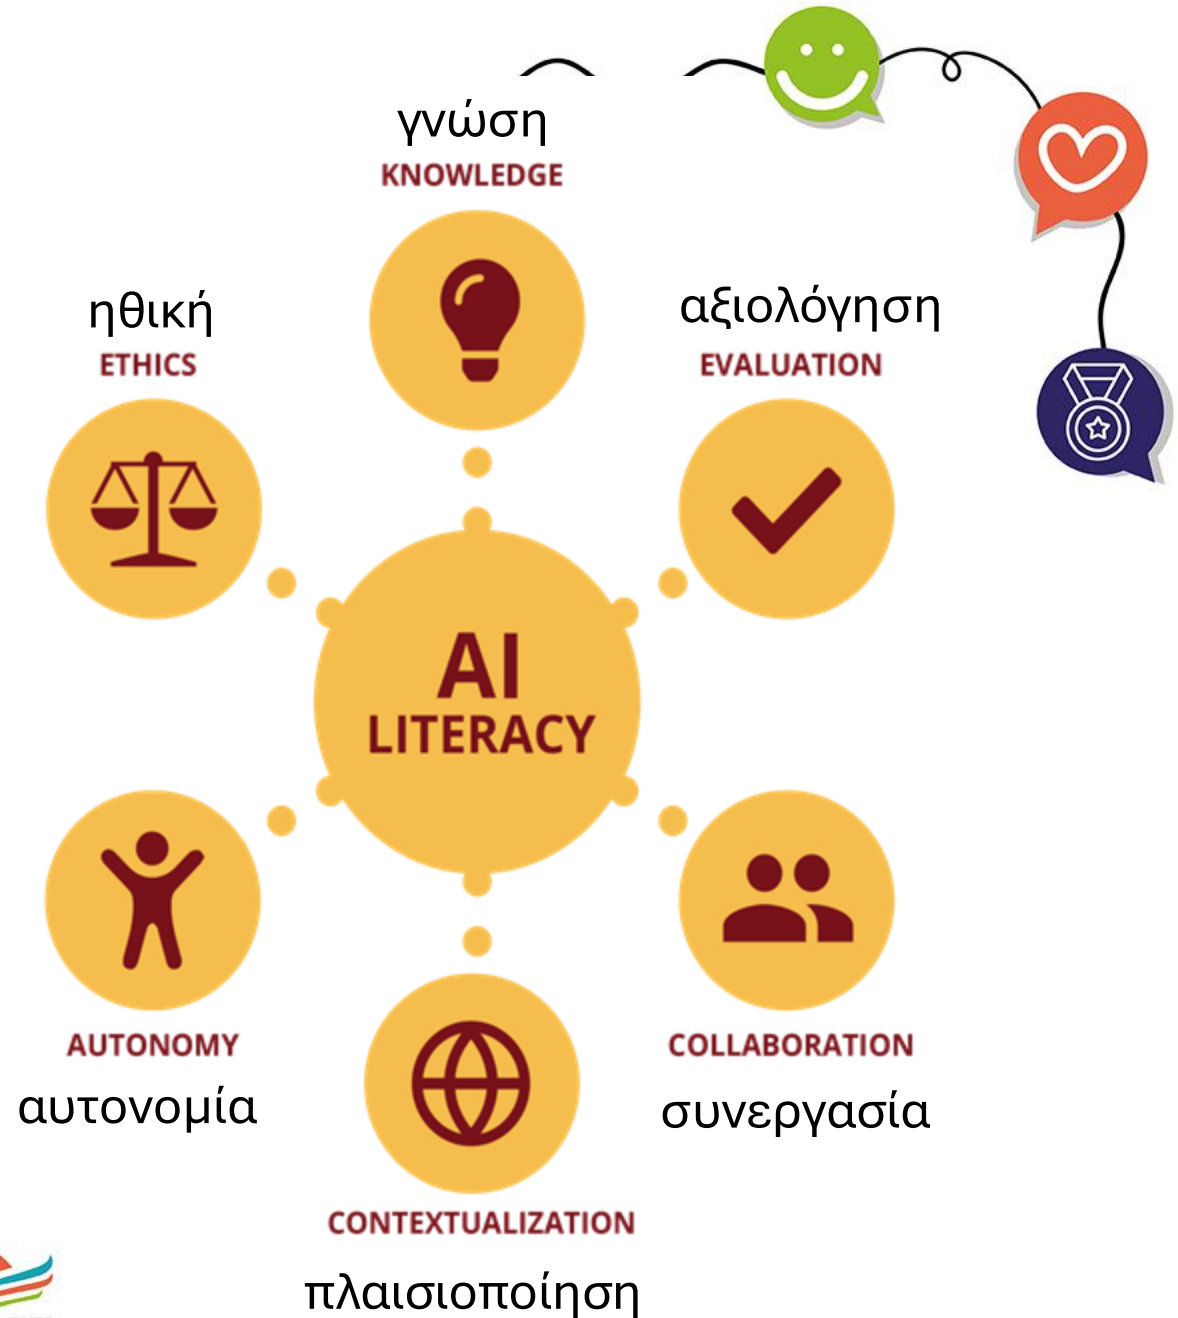 γνώση
KNOWLEDGE
ηθική
ETHICS
αξιολόγηση
EVALUATION
AI
LITERACY
AUTONOMY
αυτονομία
COLLABORATION
συνεργασία
CONTEXTUALIZATION
πλαισιοποίηση